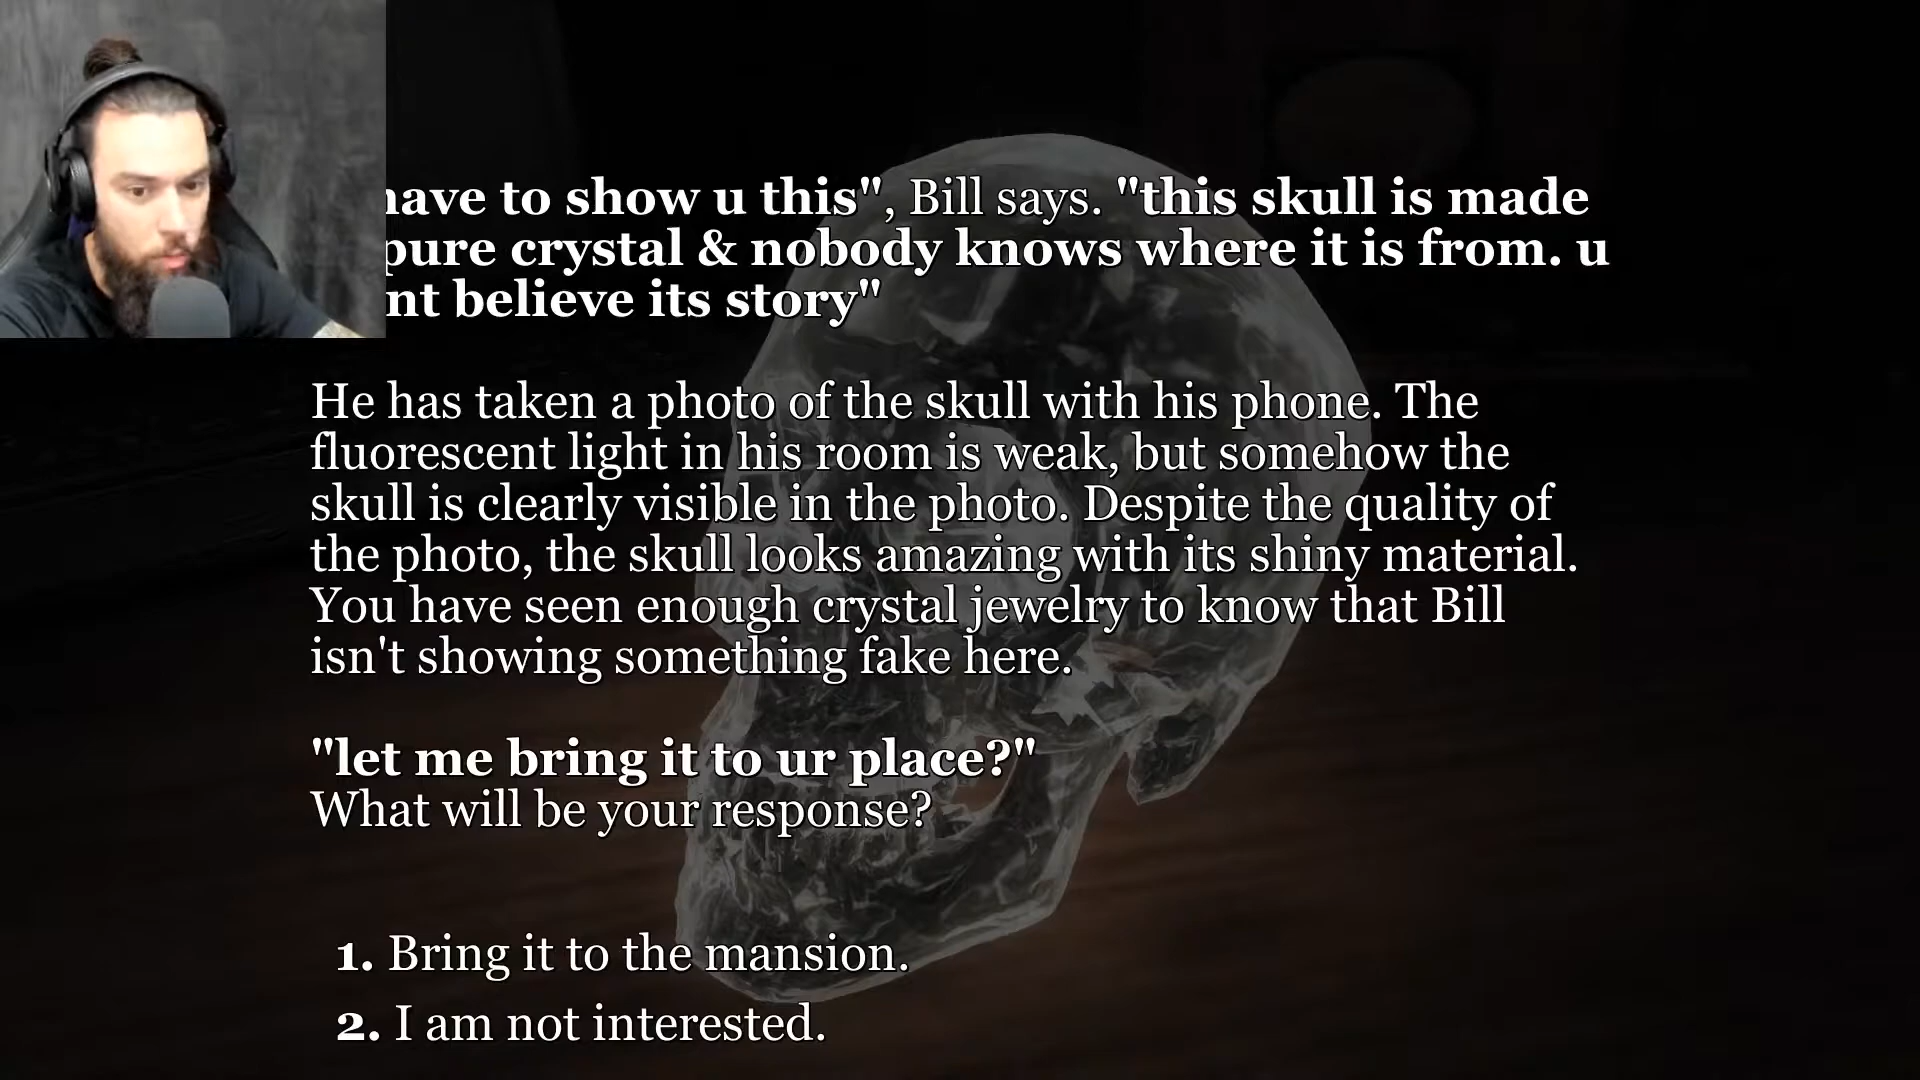 have to show u this", Bill says. "this skull is made
pure crystal & nobody knows where it is from. u
believe its story"
He has taken a photo of the skull with his phone. The
fluorescent light in his room is weak, but somehow the
skull is clearly visible in the photo. Despite the quality of
the photo, the skull looks amazing with its shiny material.
You have seen enough crystal jewelry to know that Bill
isn't showing something fake here.
"let me bring it to ur place?"
What will be your response?
1. Bring it to the mansion.
2. I am not interested.